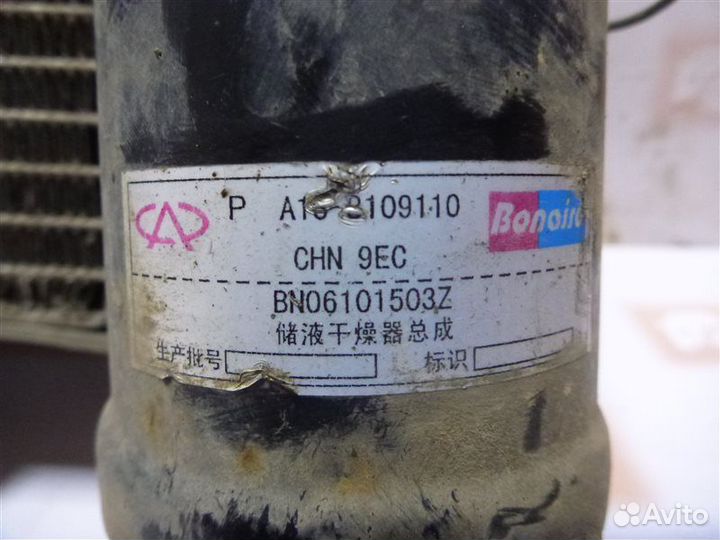 P 8109110 Bonaire
CHN 9EC
BN06101503Z
储液干燥器总成
生产批号 标识
Avito